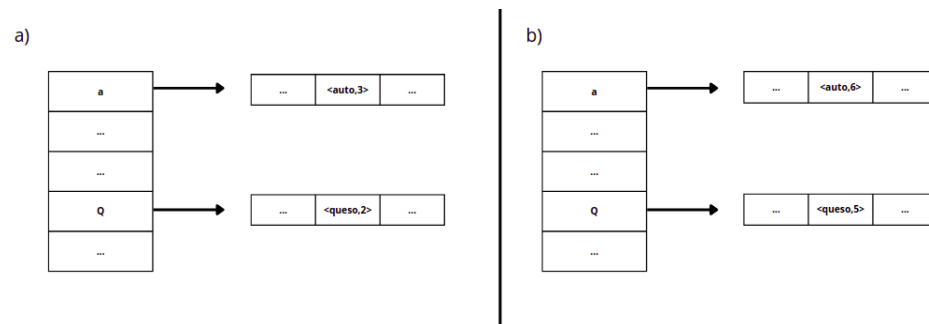 a)
a
... <auto,3> ...
...
...
Q
... <queso,2> ...
...
b)
a
... <auto,6> ...
...
...
Q
... <queso,5> ...
...